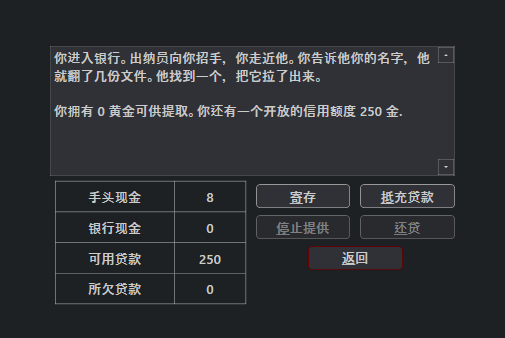 你进入银行。出纳员向你招手，你走近他。你告诉他你的名字，他
就翻了几份文件。他找到一个，把它拉了出来。
你拥有 0 黄金可供提取。你还有一个开放的信用额度 250 金.
手头现金 8 寄存 抵充贷款
银行现金 0 停止提供 还贷
可用贷款 250 返回
所欠贷款 0